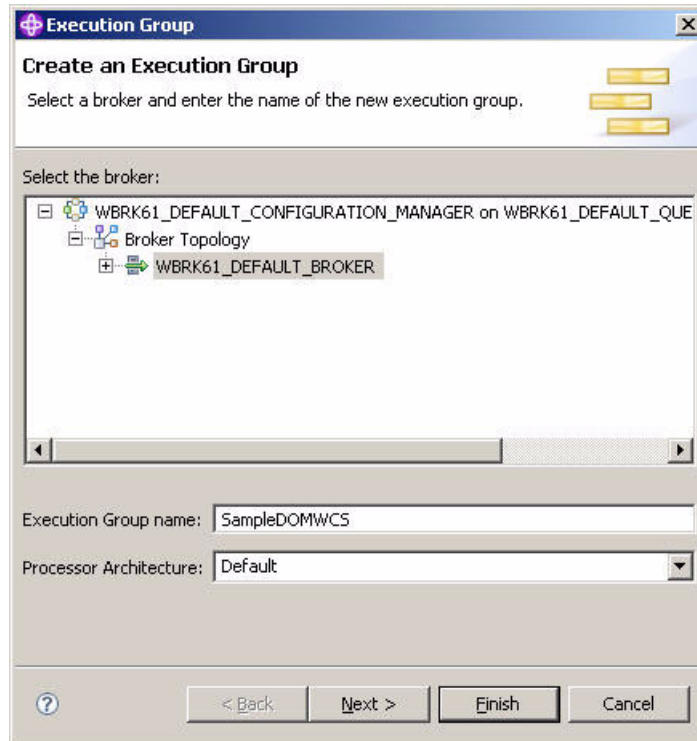 Execution Group
Create an Execution Group
Select a broker and enter the name of the new execution group.
Select the broker:
WBRK61_DEFAULT_CONFIGURATION_MANAGER on WBRK61_DEFAULT_QUE
Broker Topology
WBRK61_DEFAULT_BROKER
Execution Group name: SampleDOMWCS
Processor Architecture: Default
< Back Next > Finish Cancel